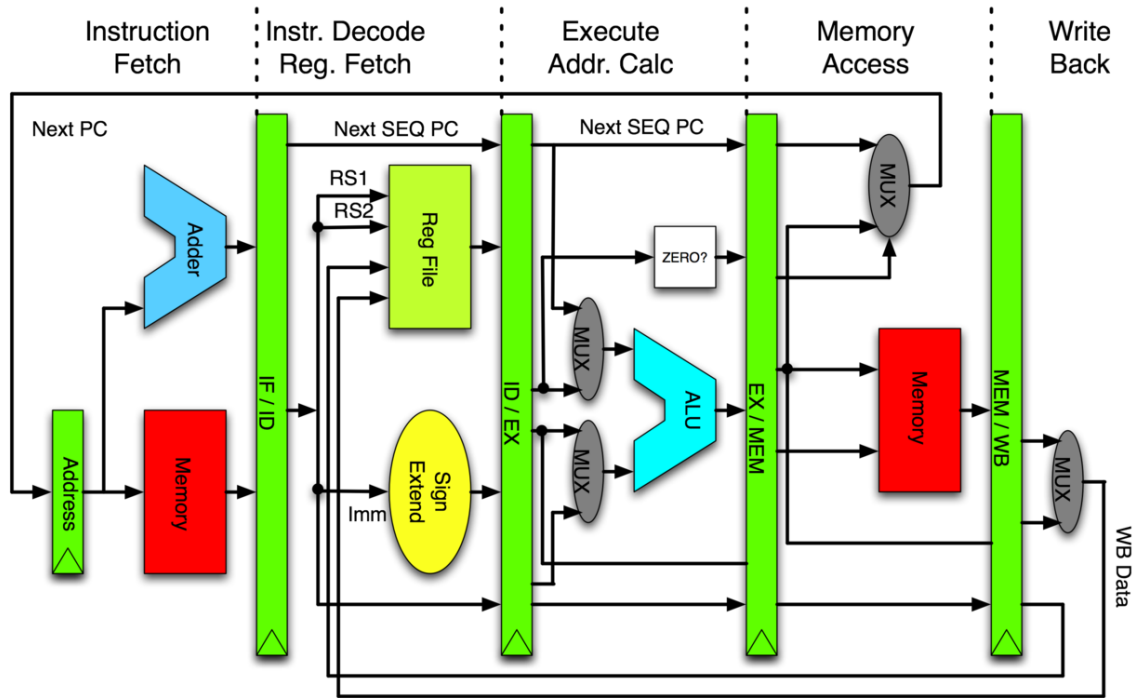 Instruction
Fetch
Instr. Decode
Reg. Fetch
Execute
Addr. Calc
Memory
Access
Write
Back
Next PC
Next SEQ PC
Next SEQ PC
RS1
RS2
Reg File
MUX
Adder
ZERO?
MUX
IF / ID
ID / EX
ALU
EX / MEM
Memory
MEM / WB
Address
Memory
Imm
Sign
Extend
MUX
MUX
WB Data